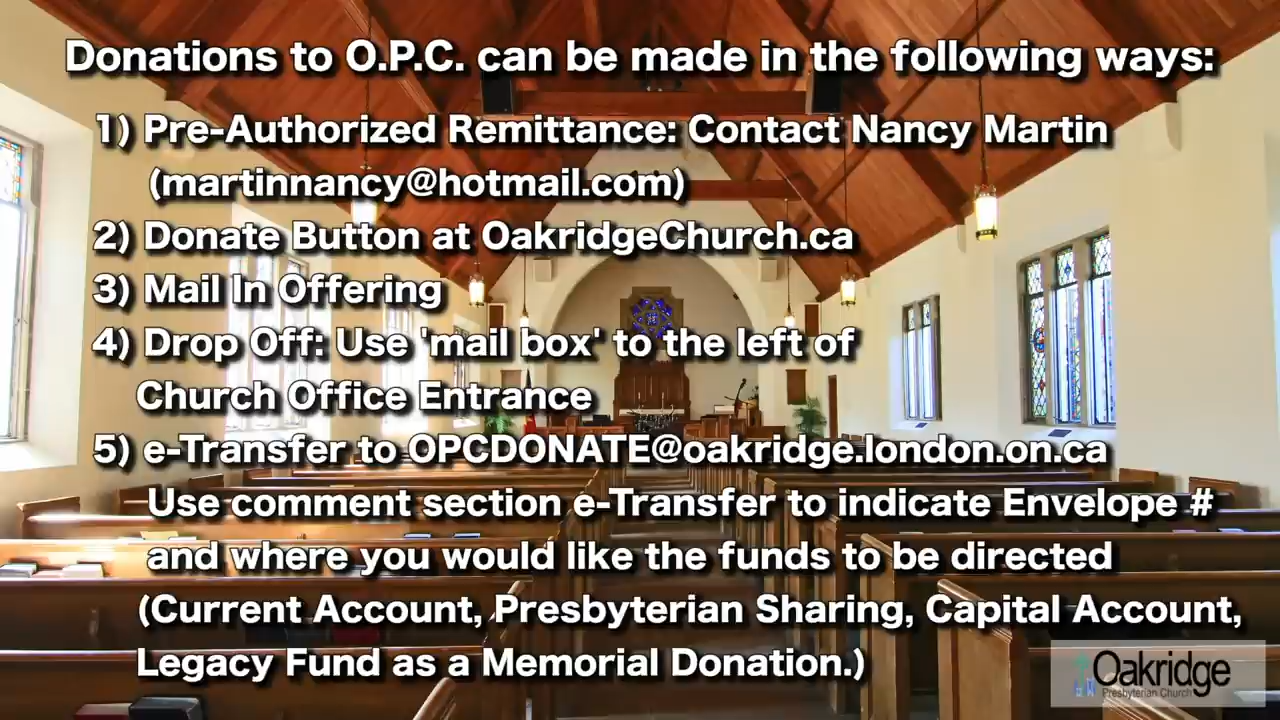 Donations to O.P.C. can be made in the following ways:
1) Pre-Authorized Remittance: Contact Nancy Martin
(martinnancy@hotmail.com)
2) Donate Button at OakridgeChurch.ca
3) Mail In Offering
4) Drop Off: Use 'mail box' to the left of
Church Office Entrance
5) e-Transfer to OPCDONATE@oakridge.london.on.ca
Use comment section e-Transfer to indicate Envelope #
and where you would like the funds to be directed
(Current Account, Presbyterian Sharing, Capital Account,
Legacy Fund as a Memorial Donation.)
Oakridge
Presbyterian Church